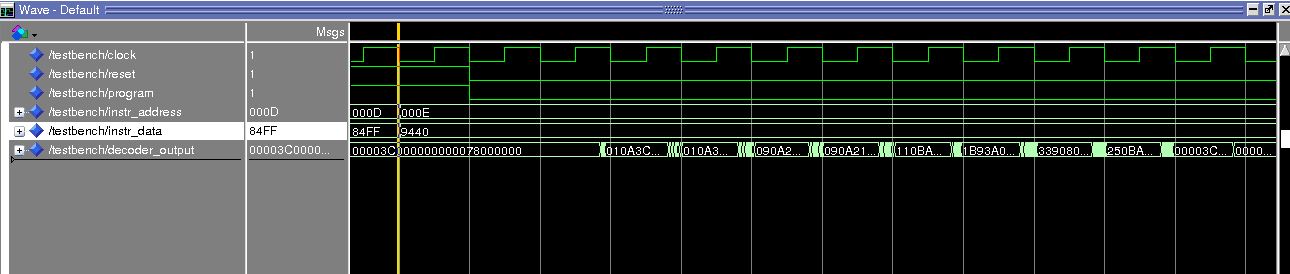 Wave - Default
Msgs
/testbench/clock 1
/testbench/reset 1
/testbench/program 1
/testbench/instr_address 000D 000D 000E
/testbench/instr_data 84FF 84FF 9440
/testbench/decoder_output 00003C0000... 00003C 000000000078000000 010A3C... 010A3... 090A2... 090A21... 110BA... 1B93A0... 339080... 250BA... 00003C... 0000...